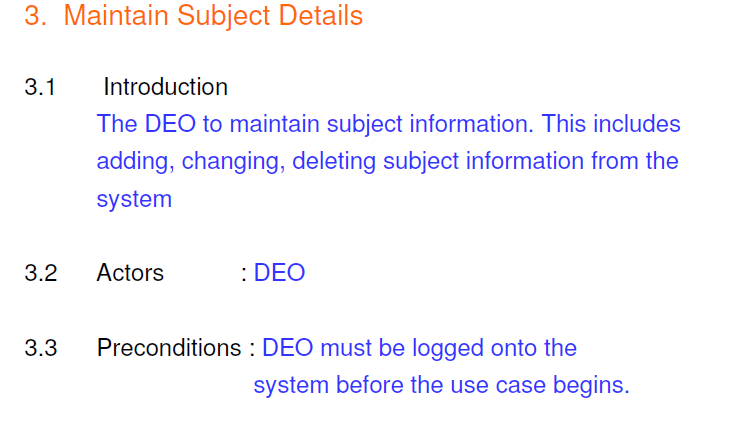 3. Maintain Subject Details
3.1 Introduction
The DEO to maintain subject information. This includes
adding, changing, deleting subject information from the
system
3.2 Actors : DEO
3.3 Preconditions : DEO must be logged onto the
system before the use case begins.